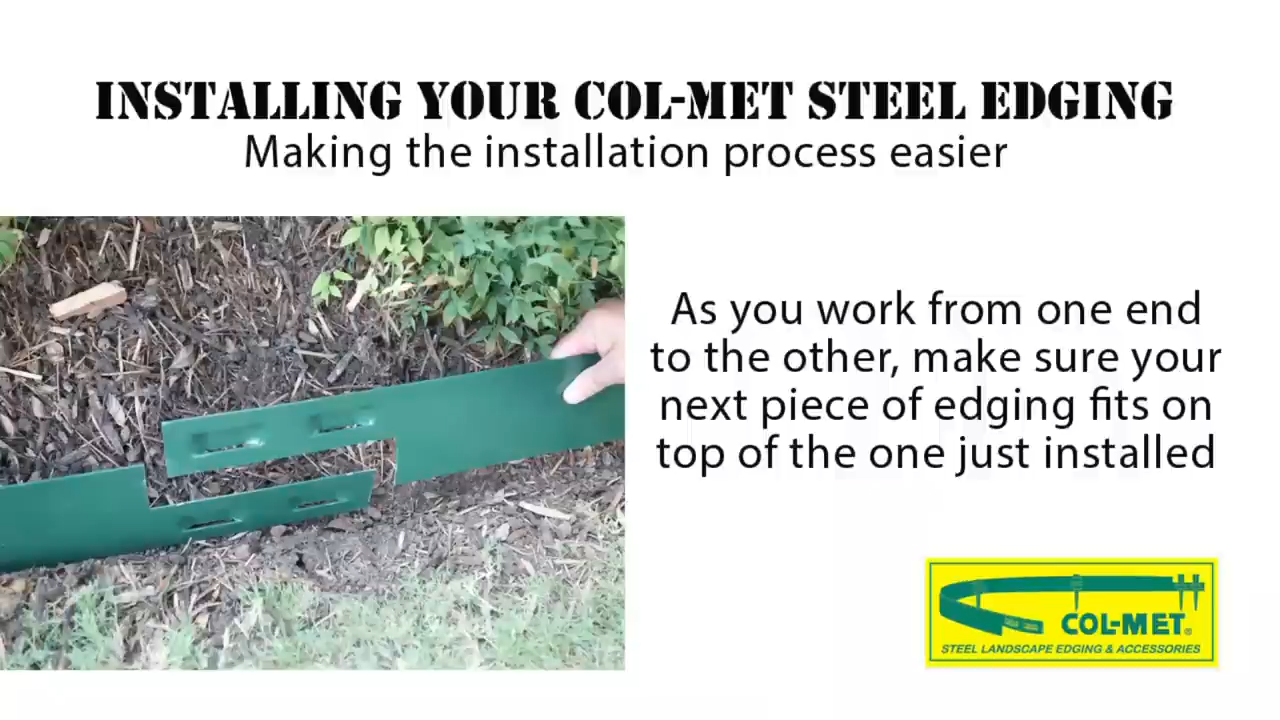 INSTALLING YOUR COL-MET STEEL EDGING
Making the installation process easier
As you work from one end
to the other, make sure your
next piece of edging fits on
top of the one just installed
COL-MET®
STEEL LANDSCAPE EDGING & ACCESSORIES